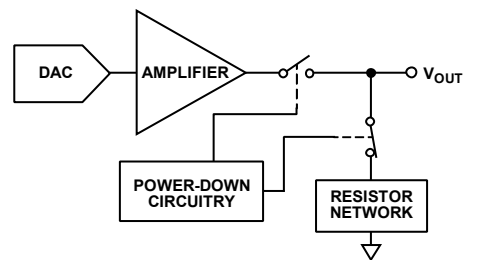 DAC
AMPLIFIER
VOUT
POWER-DOWN
CIRCUITRY
RESISTOR
NETWORK